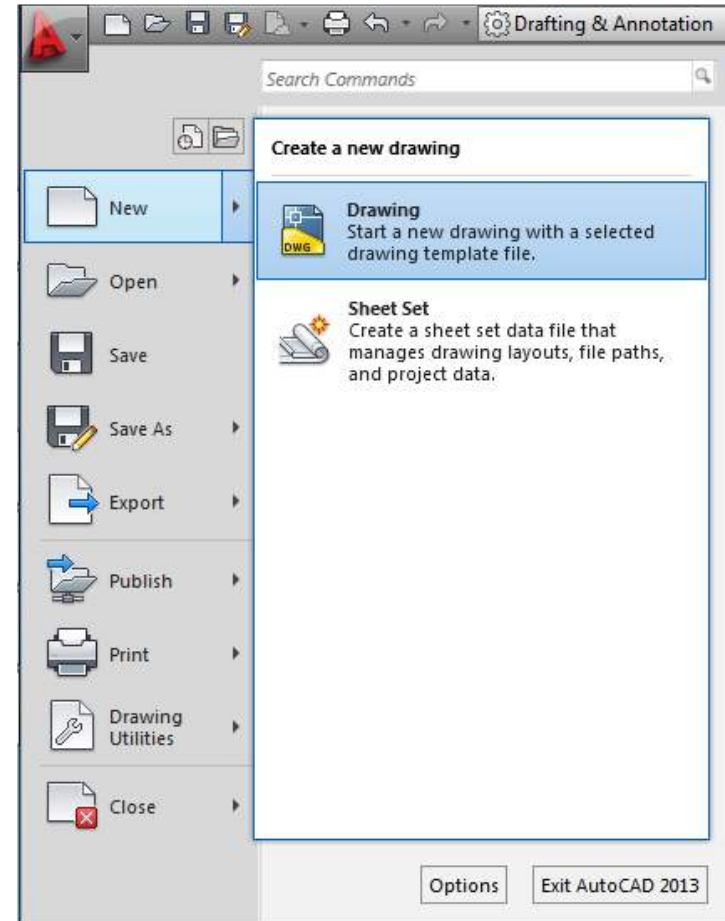 Drafting & Annotation
Search Commands
Create a new drawing
New
Drawing
Start a new drawing with a selected
drawing template file.
DWG
Open
Sheet Set
Create a sheet set data file that
manages drawing layouts, file paths,
and project data.
Save
Save As
Export
Publish
Print
Drawing
Utilities
Close
Options
Exit AutoCAD 2013